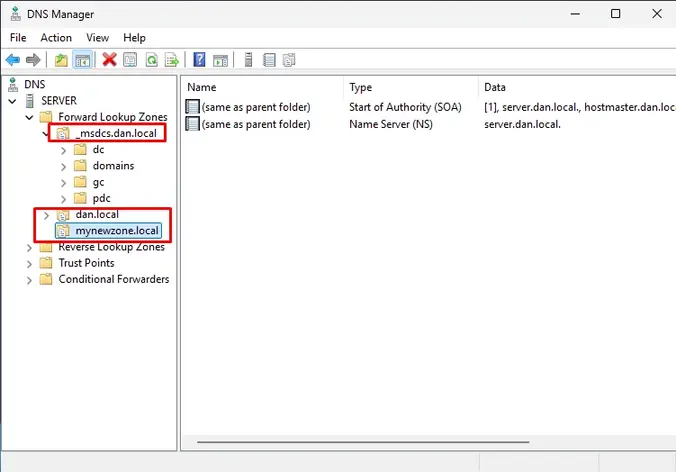 DNS Manager
File Action View Help
DNS
SERVER
Forward Lookup Zones
_msdcs.dan.local
dc
domains
gc
pdc
dan.local
mynewzone.local
Reverse Lookup Zones
Trust Points
Conditional Forwarders
Name Type Data
(same as parent folder) Start of Authority (SOA) [1], server.dan.local., hostmaster.dan.lo
(same as parent folder) Name Server (NS) server.dan.local.